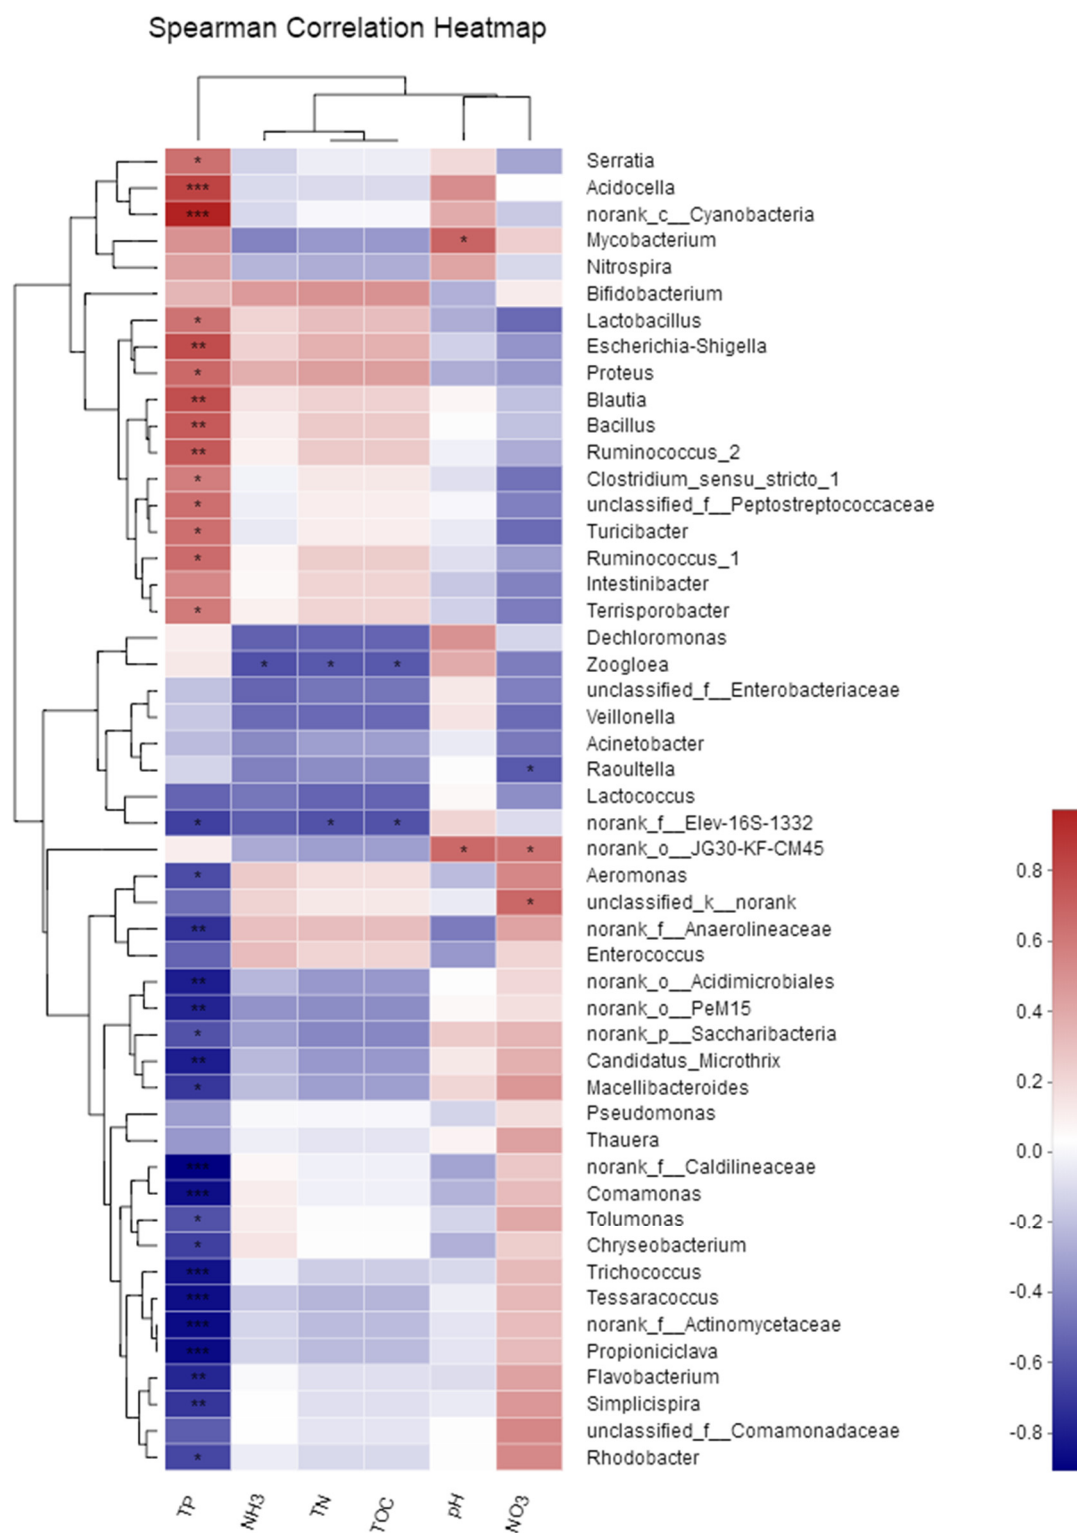 Spearman Correlation Heatmap
* Serratia
*** Acidocella
*** norank_c__Cyanobacteria
* Mycobacterium
Nitrospira
Bifidobacterium
* Lactobacillus
** Escherichia-Shigella
* Proteus
** Blautia
** Bacillus
** Ruminococcus_2
* Clostridium_sensu_stricto_1
* unclassified_f__Peptostreptococcaceae
* Turicibacter
* Ruminococcus_1
Intestinibacter
* Terrisporobacter
Dechloromonas
* * * Zoogloea
unclassified_f__Enterobacteriaceae
Veillonella
Acinetobacter
* Raoultella
Lactococcus
* * * norank_f__Elev-16S-1332
* * norank_o__JG30-KF-CM45
* Aeromonas
* unclassified_k__norank
** norank_f__Anaerolineaceae
Enterococcus
** norank_o__Acidimicrobiales
** norank_o__PeM15
* norank_p__Saccharibacteria
** Candidatus_Microthrix
* Macellibacteroides
Pseudomonas
Thauera
*** norank_f__Caldilineaceae
*** Comamonas
* Tolumonas
* Chryseobacterium
*** Trichococcus
*** Tessaracoccus
*** norank_f__Actinomycetaceae
*** Propioniciclava
** Flavobacterium
** Simplicispira
unclassified_f__Comamonadaceae
* Rhodobacter
TP NH3 TN TOC pH NO3
0.8
0.6
0.4
0.2
0.0
-0.2
-0.4
-0.6
-0.8